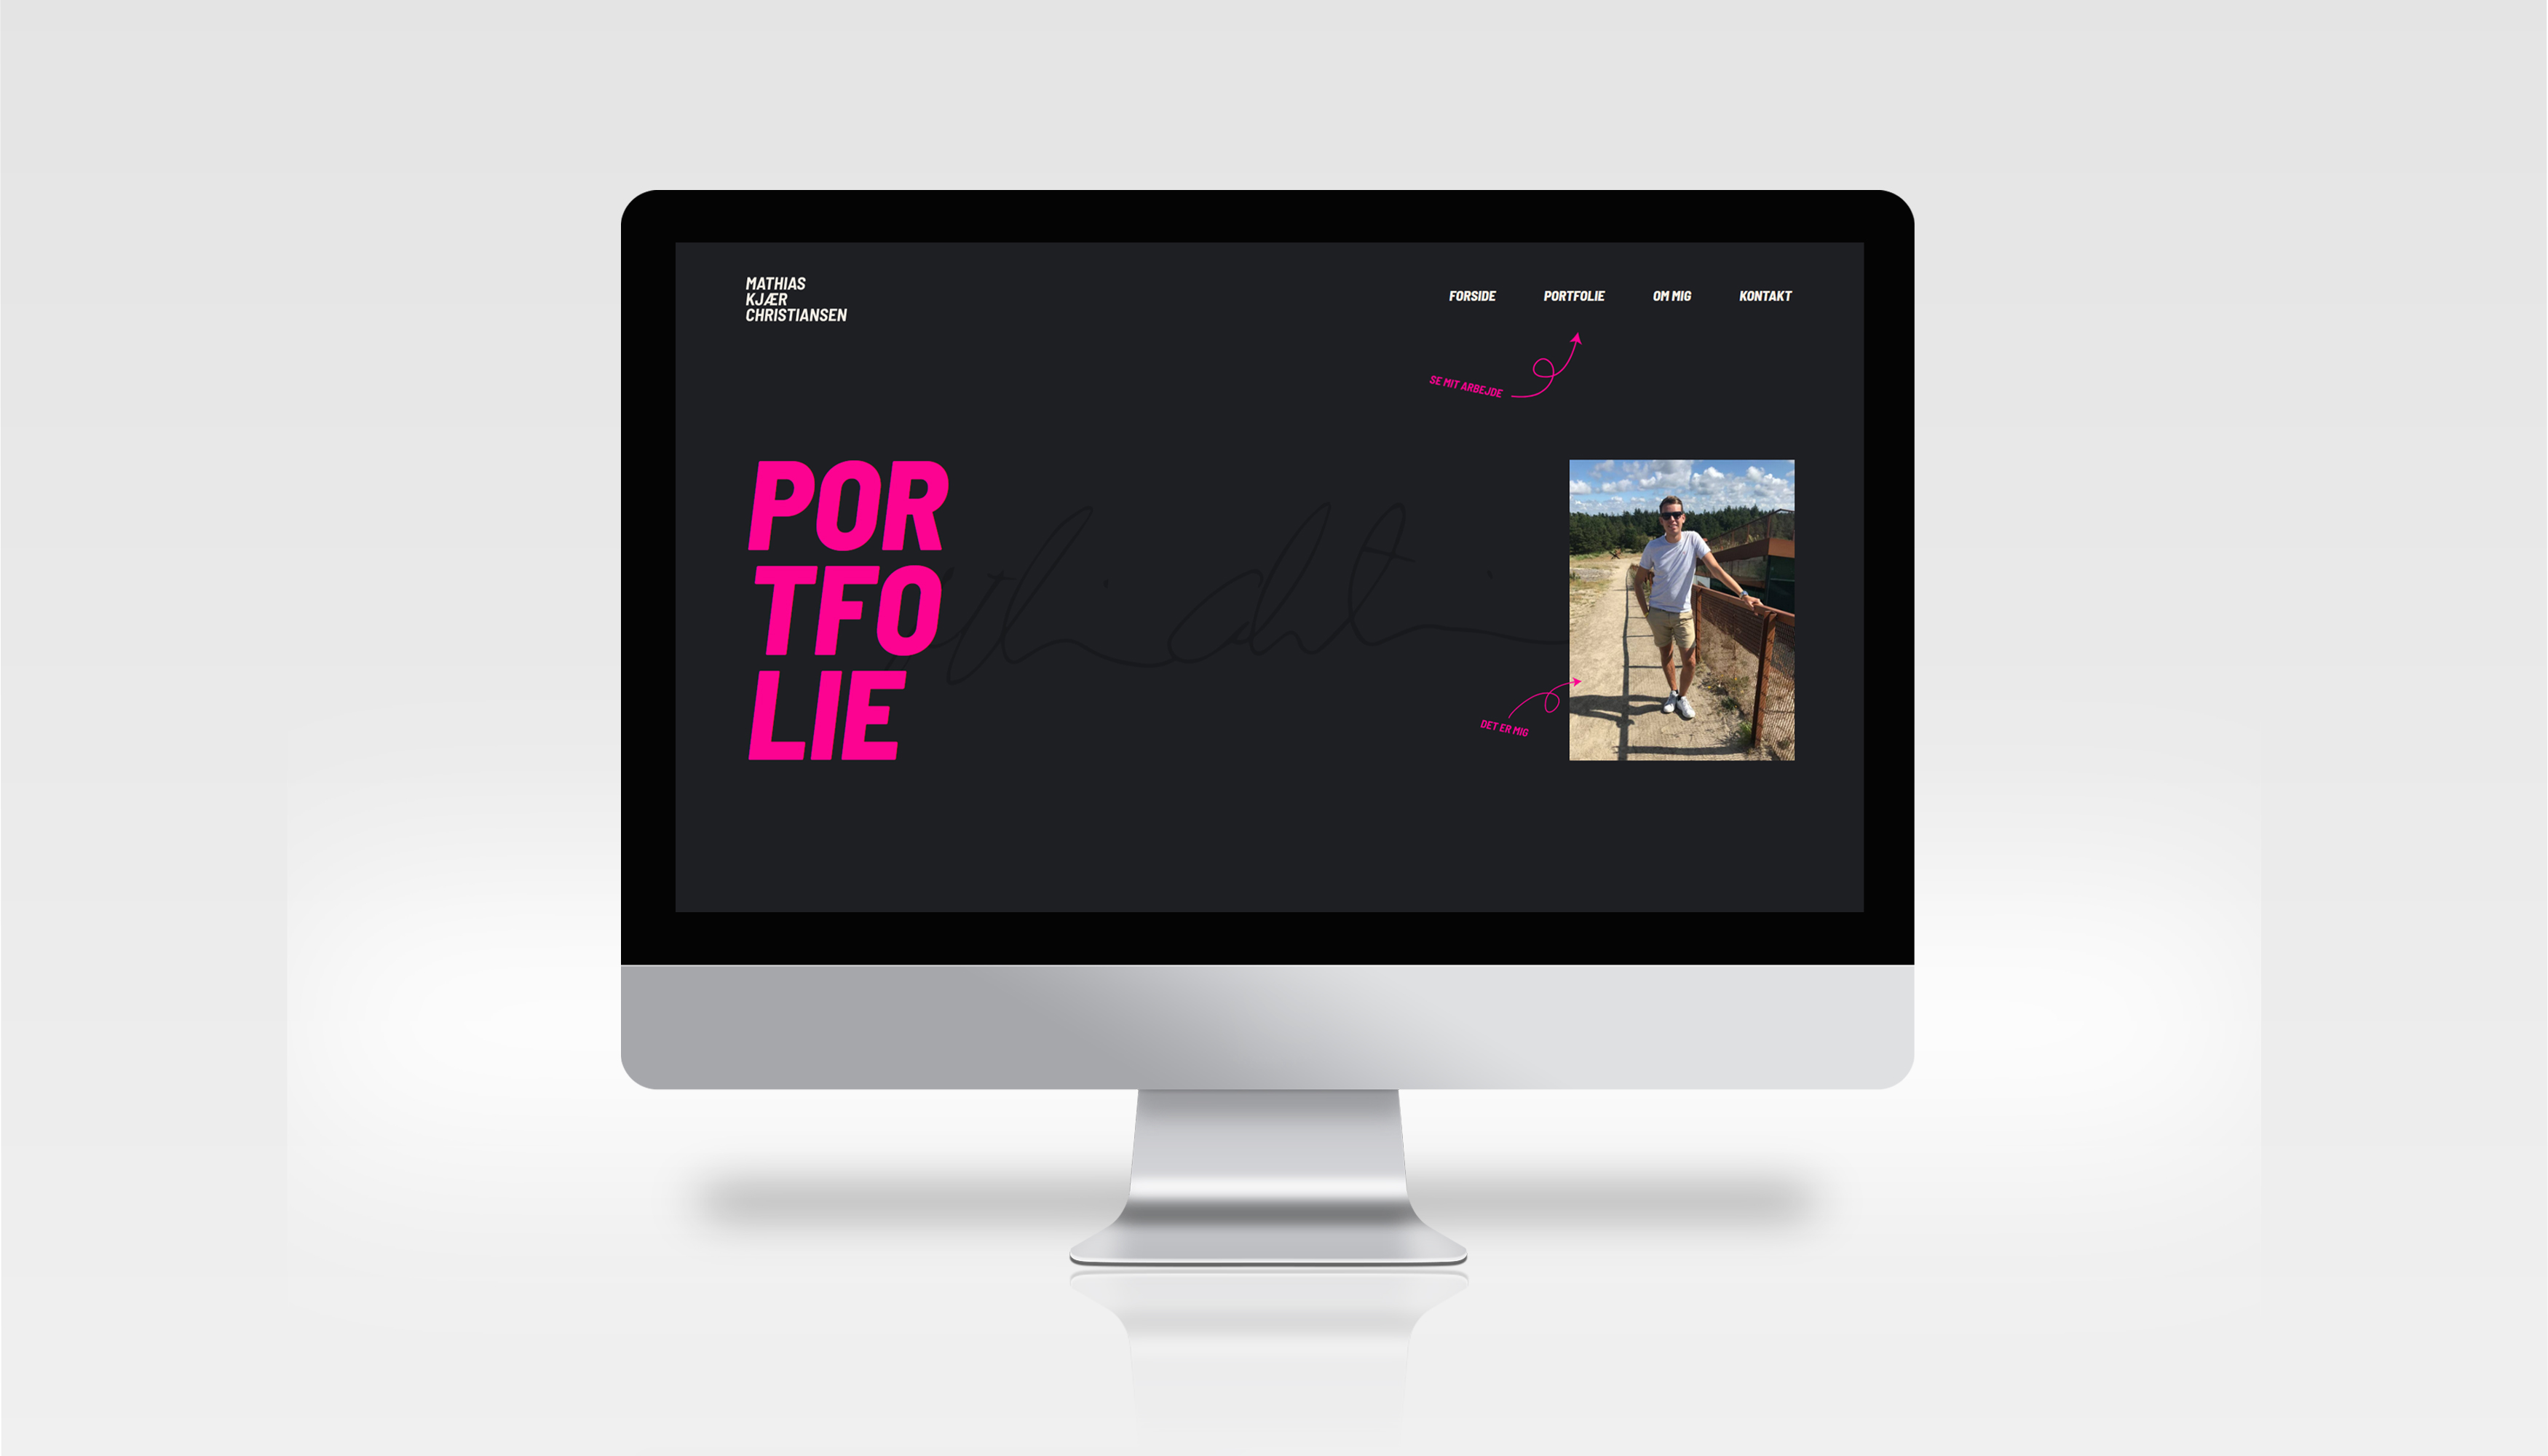 MATHIAS
KJÆR
CHRISTIANSEN
FORSIDE PORTFOLIE OM MIG KONTAKT
SE MIT ARBEJDE
POR
TFO
LIE
DET ER MIG